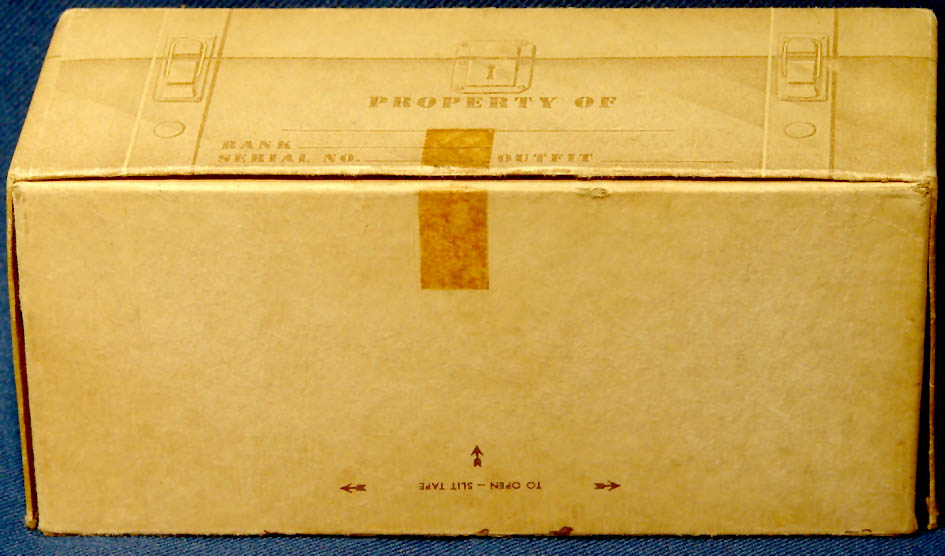 PROPERTY OF
RANK
SERIAL NO. OUTFIT
TO OPEN – SLIT TAPE